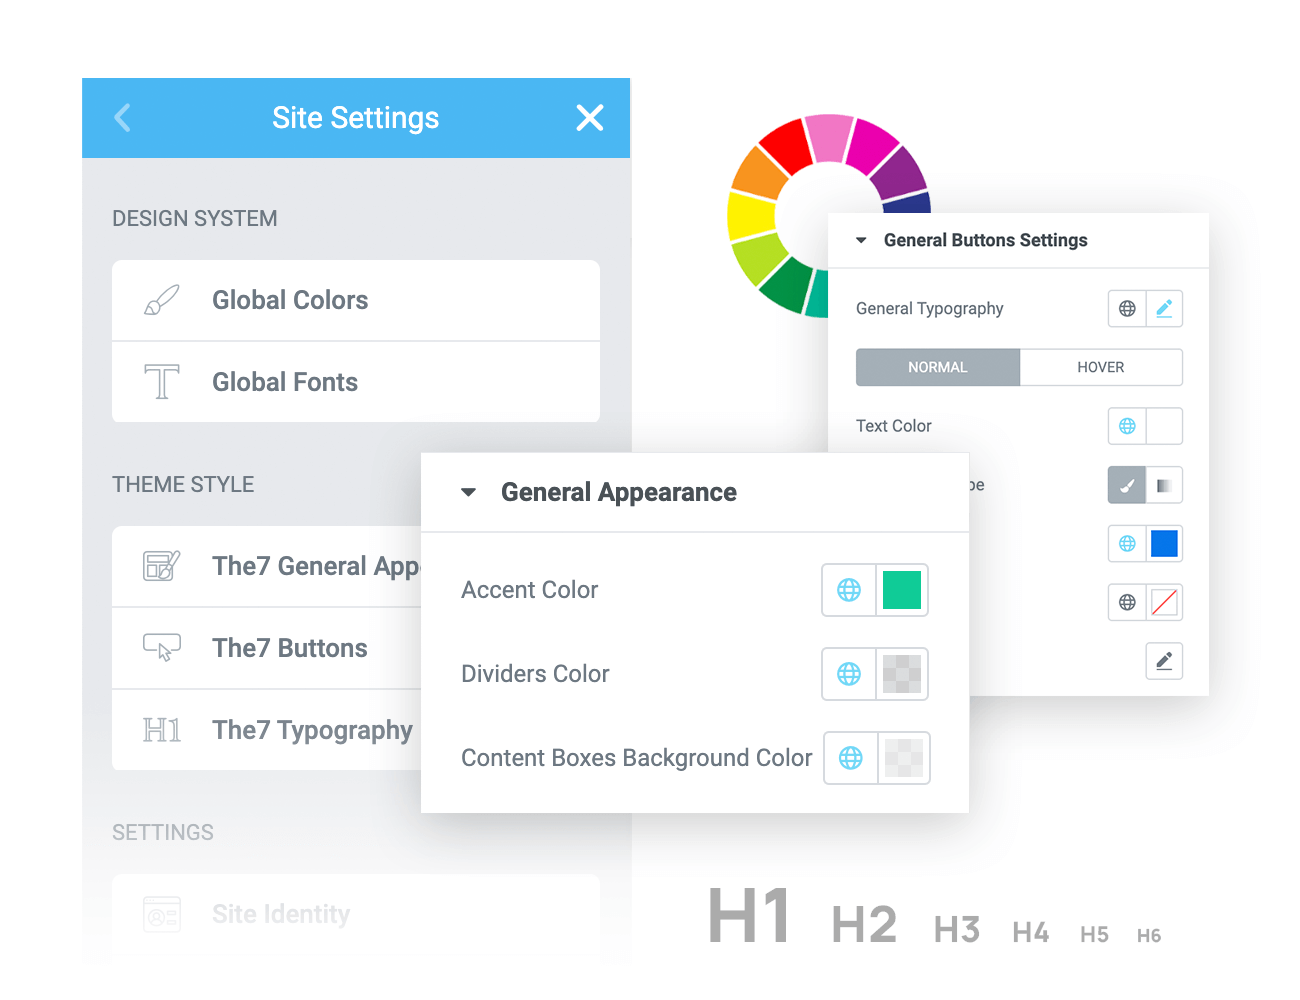 Site Settings
DESIGN SYSTEM
Global Colors
Global Fonts
THEME STYLE
The7 General App
The7 Buttons
H1 The7 Typography
SETTINGS
Site Identity
General Buttons Settings
General Typography
NORMAL HOVER
Text Color
General Appearance
Accent Color
Dividers Color
Content Boxes Background Color
H1 H2 H3 H4 H5 H6